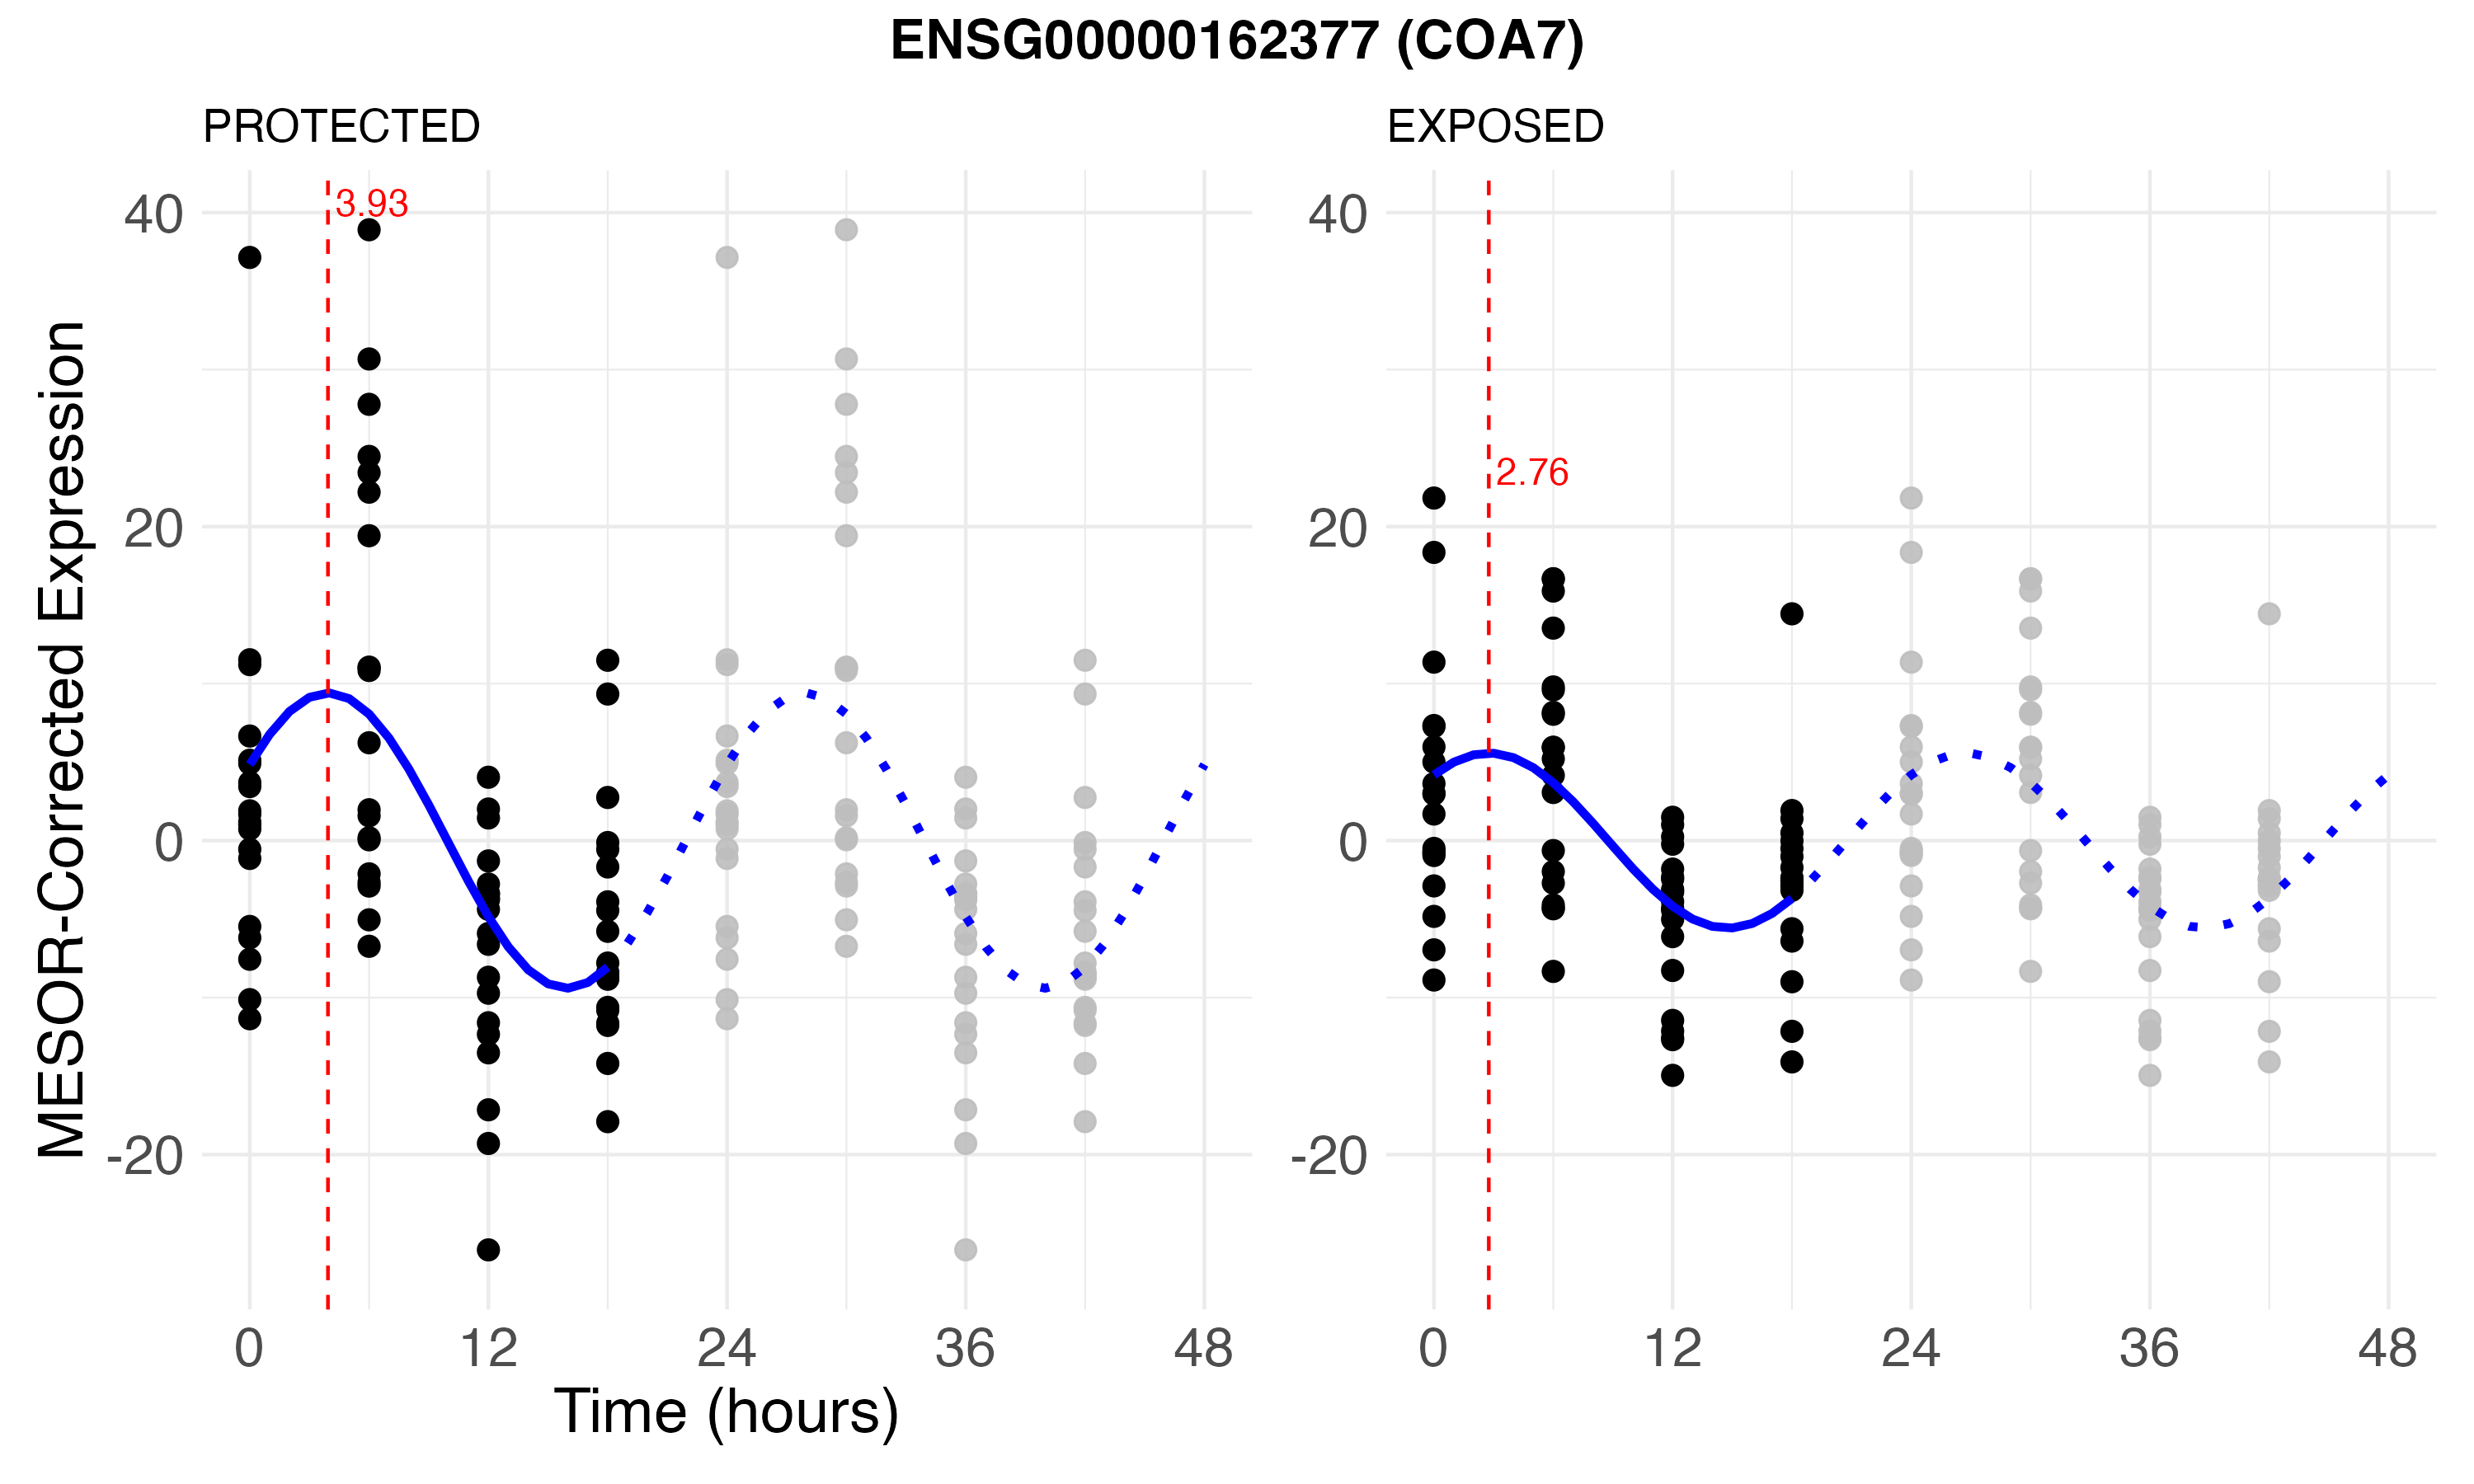 ENSG00000162377 (COA7)
PROTECTED
EXPOSED
MESOR-Corrected Expression
40
20
0
-20
3.93
0 12 24 36 48
Time (hours)
40
20
0
-20
2.76
0 12 24 36 48